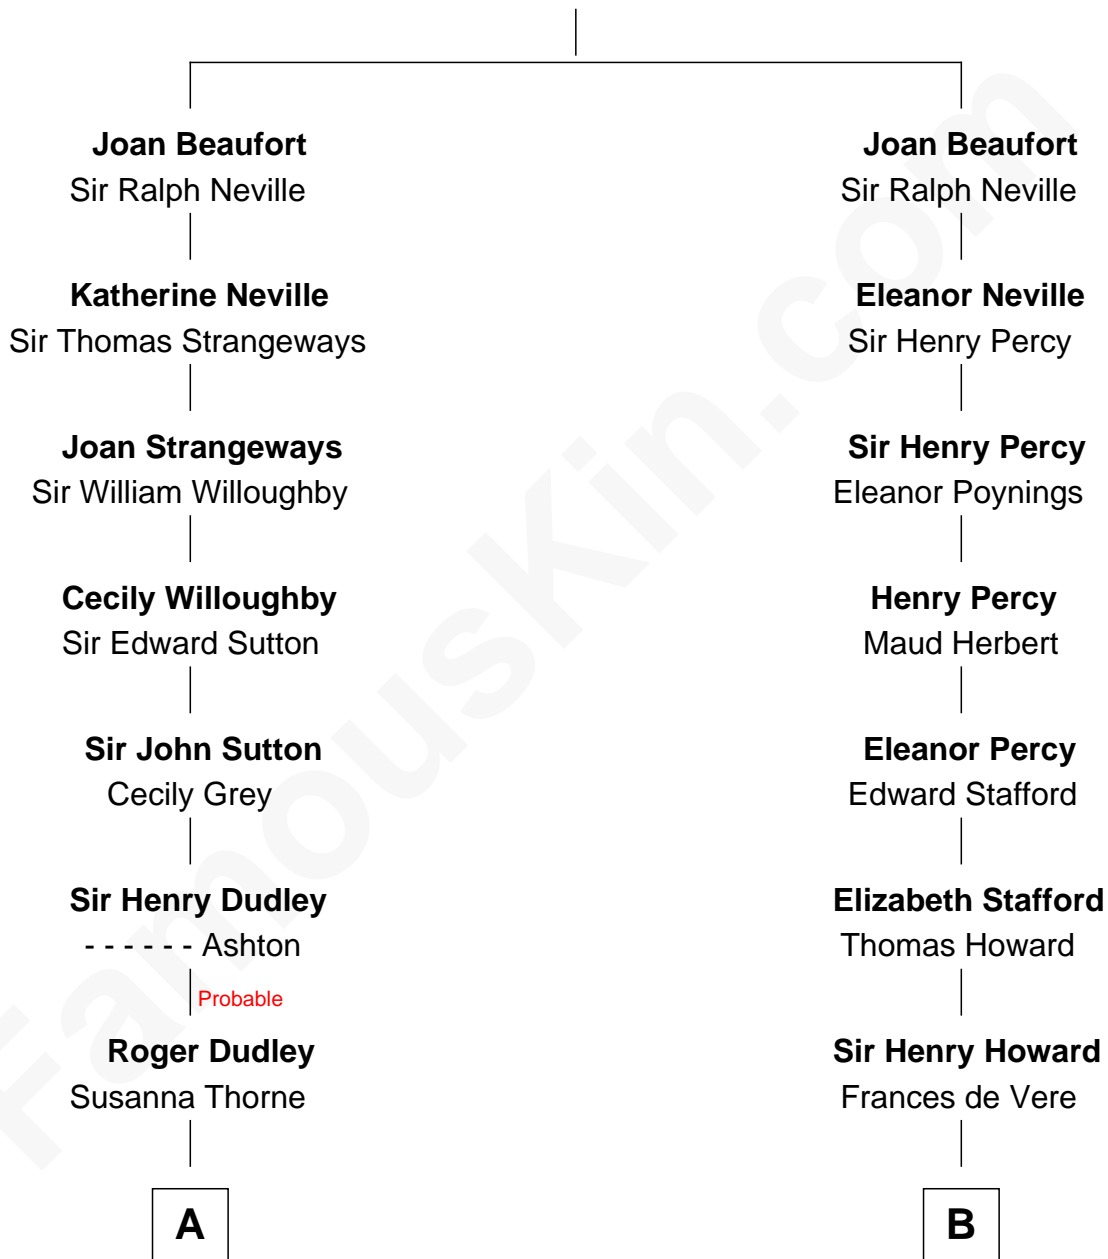 Joan Beaufort
Sir Ralph Neville
Katherine Neville
Sir Thomas Strangeways
Joan Strangeways
Sir William Willoughby
Cecily Willoughby
Sir Edward Sutton
Sir John Sutton
Cecily Grey
Sir Henry Dudley
- - - - - - Ashton
Probable
Roger Dudley
Susanna Thorne
A
Joan Beaufort
Sir Ralph Neville
Eleanor Neville
Sir Henry Percy
Sir Henry Percy
Eleanor Poynings
Henry Percy
Maud Herbert
Eleanor Percy
Edward Stafford
Elizabeth Stafford
Thomas Howard
Sir Henry Howard
Frances de Vere
B
FamousKin.com